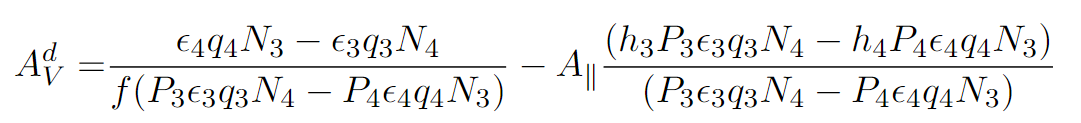 $A_V^d = \frac{\epsilon_4 q_4 N_3 - \epsilon_3 q_3 N_4}{f(P_3 \epsilon_3 q_3 N_4 - P_4 \epsilon_4 q_4 N_3)} - A_{\parallel} \frac{(h_3 P_3 \epsilon_3 q_3 N_4 - h_4 P_4 \epsilon_4 q_4 N_3)}{(P_3 \epsilon_3 q_3 N_4 - P_4 \epsilon_4 q_4 N_3)}$